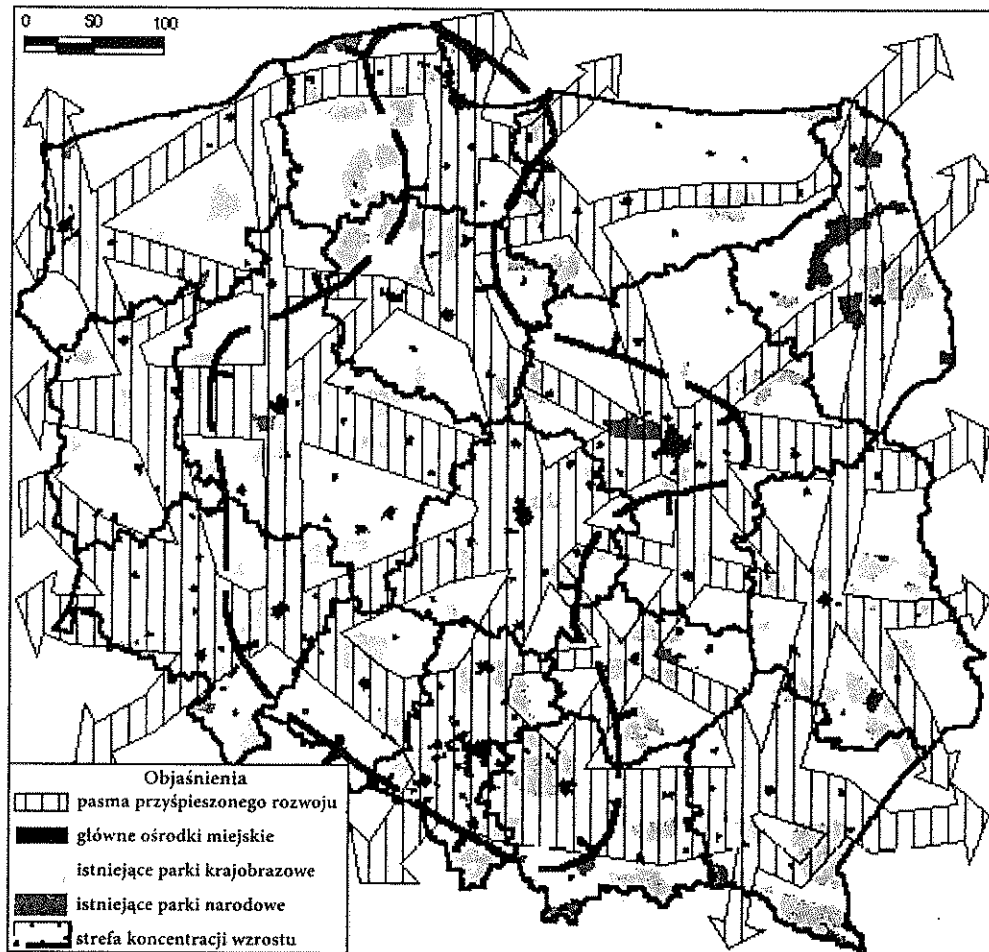 0 50 100
Objaśnienia
pasma przyśpieszonego rozwoju
główne ośrodki miejskie
istniejące parki krajobrazowe
istniejące parki narodowe
strefa koncentracji wzrostu